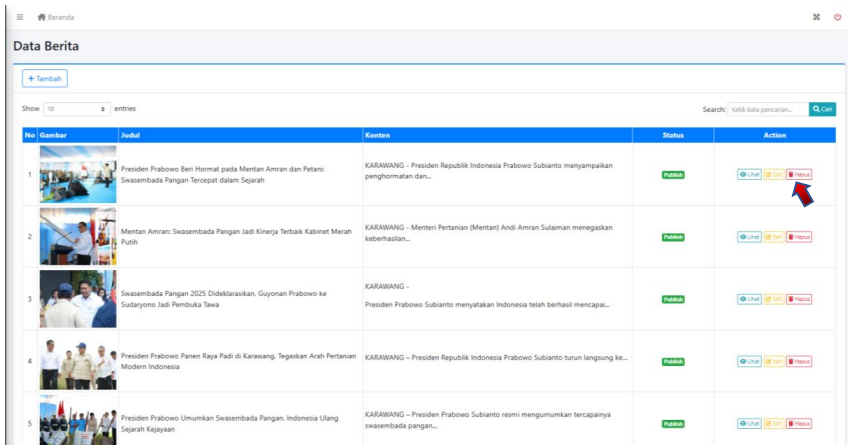 Beranda
Data Berita
+ Tambah
Show 10 entries
Search: Ketik kata pencarian... Cari
No Gambar Judul Konten Status Action
1 Presiden Prabowo Beri Hormat pada Mentan Amran dan Petani: Swasembada Pangan Tercepat dalam Sejarah KARAWANG - Presiden Republik Indonesia Prabowo Subianto menyampaikan penghormatan dan... Publish Lihat Edit Hapus
2 Mentan Amran: Swasembada Pangan Jadi Kinerja Terbaik Kabinet Merah Putih KARAWANG - Menteri Pertanian (Mentan) Andi Amran Sulaiman menegaskan keberhasilan... Publish Lihat Edit Hapus
3 Swasembada Pangan 2025 Dideklarasikan, Guyonan Prabowo ke Sudaryono Jadi Pembuka Tawa KARAWANG - Presiden Prabowo Subianto menyatakan Indonesia telah berhasil mencapai... Publish Lihat Edit Hapus
4 Presiden Prabowo Panen Raya Padi di Karawang, Tegaskan Arah Pertanian Modern Indonesia KARAWANG – Presiden Republik Indonesia Prabowo Subianto turun langsung ke... Publish Lihat Edit Hapus
5 Presiden Prabowo Umumkan Swasembada Pangan, Indonesia Ulang Sejarah Kejayaan KARAWANG – Presiden Prabowo Subianto resmi mengumumkan tercapainya swasembada pangan... Publish Lihat Edit Hapus